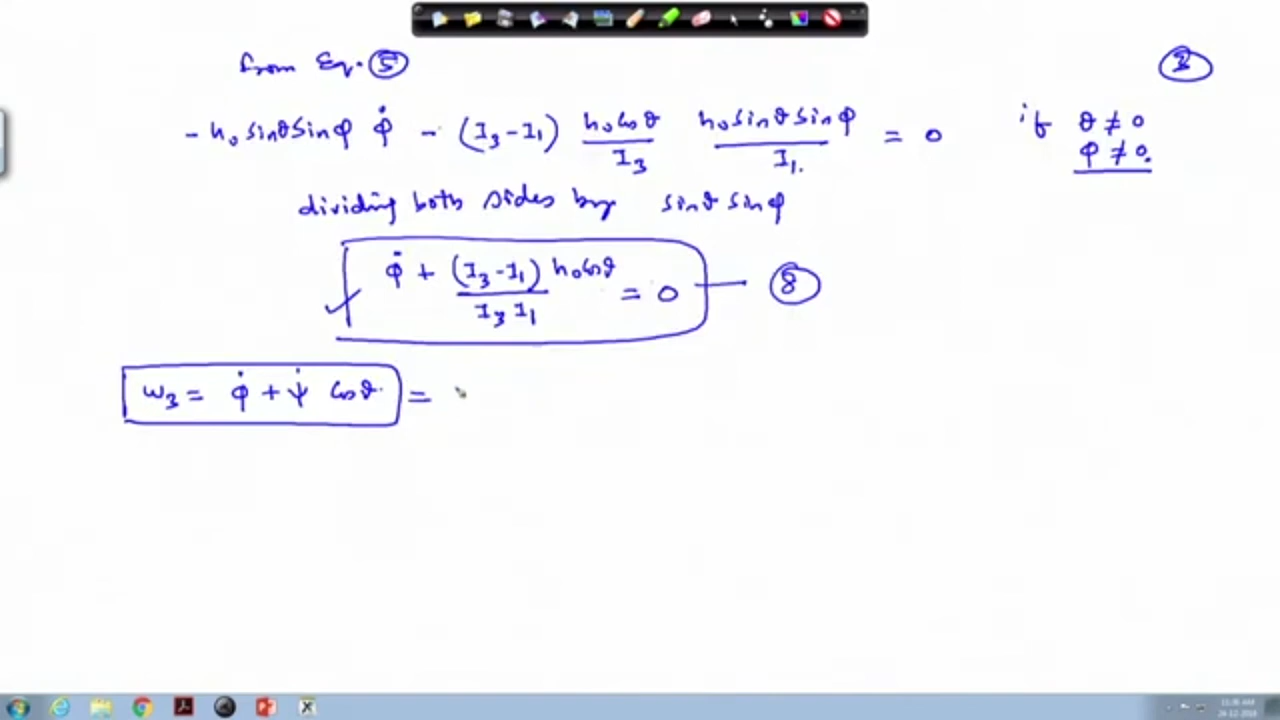 from Eq. ⑤
②
- h₀ sinθ sinφ φ̇ - (I₃ - I₁) h₀ cosθ / I₃ h₀ sinθ sinφ / I₁. = 0
if θ ≠ 0
φ ≠ 0.
dividing both sides by sinθ sinφ
φ̇ + (I₃ - I₁) h₀ cosθ / I₃ I₁ = 0 — ⑧
ω₃ = φ̇ + ψ̇ cosθ =